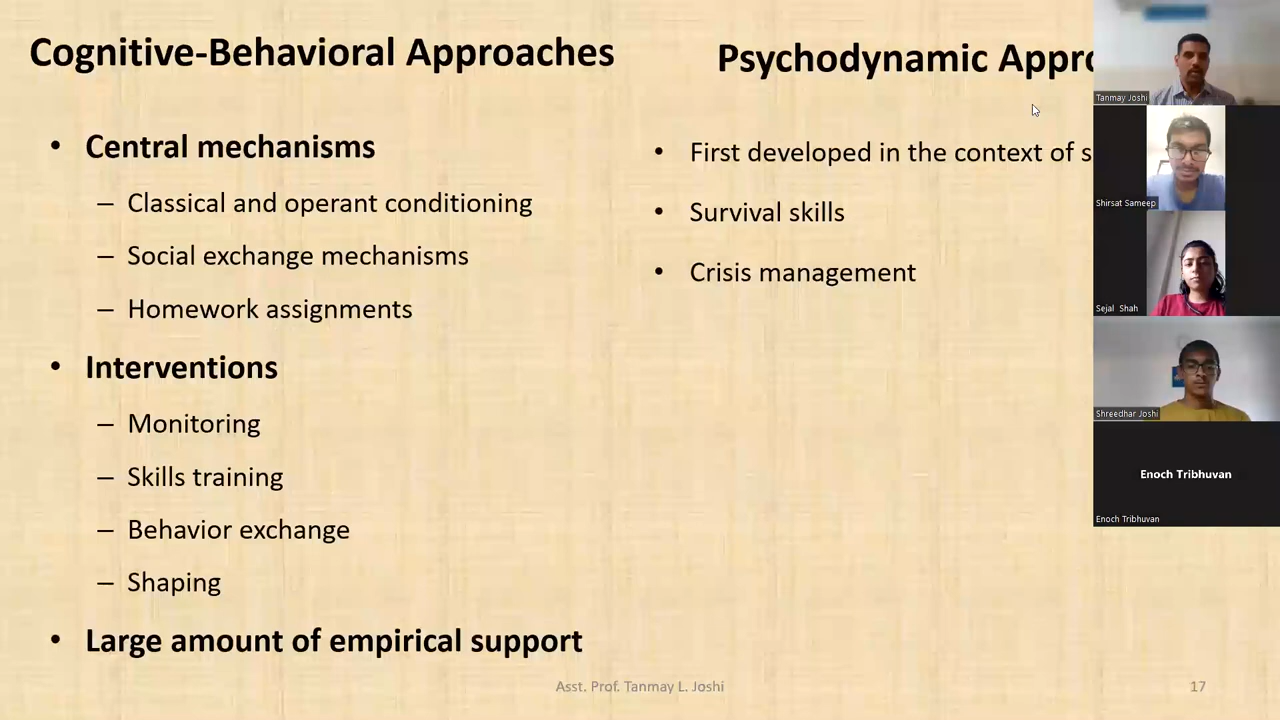 Cognitive-Behavioral Approaches
• Central mechanisms
– Classical and operant conditioning
– Social exchange mechanisms
– Homework assignments
• Interventions
– Monitoring
– Skills training
– Behavior exchange
– Shaping
• Large amount of empirical support
Psychodynamic Appro
• First developed in the context of s
• Survival skills
• Crisis management
Tanmay Joshi
Shirsat Sameep
Sejal Shah
Shreedhar Joshi
Enoch Tribhuvan
Enoch Tribhuvan
Asst. Prof. Tanmay L. Joshi
17